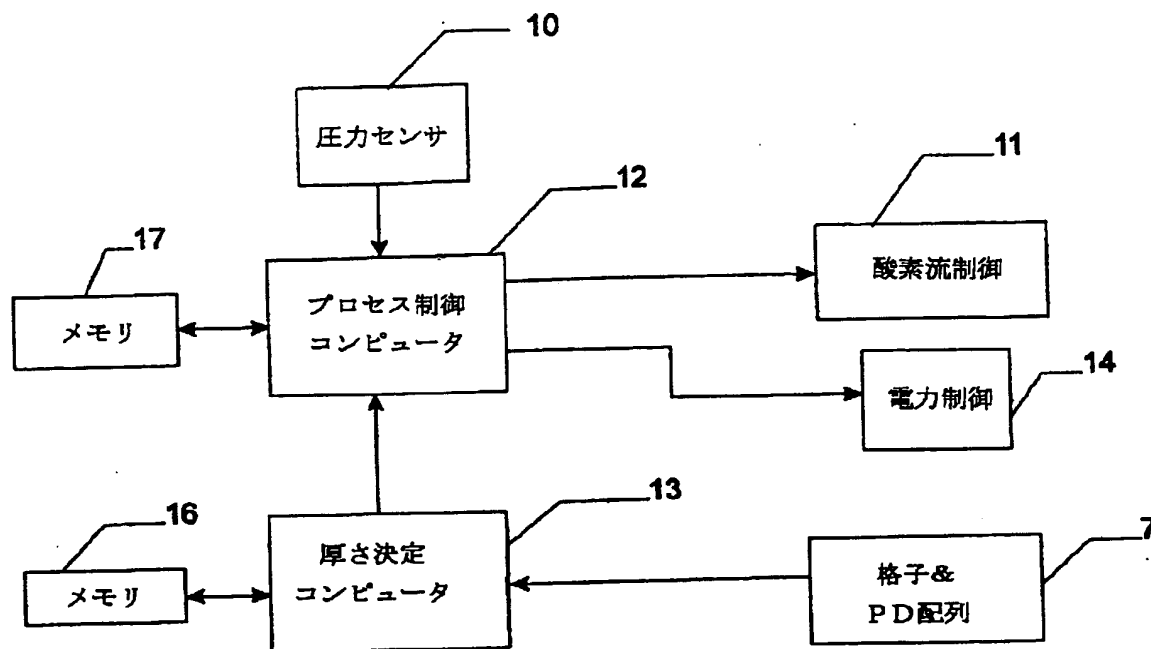 10
圧力センサ
11
12
酸素流制御
17
プロセス制御
コンピュータ
メモリ
14
電力制御
13
16
厚さ決定
コンピュータ
7
格子&
PD配列
メモリ